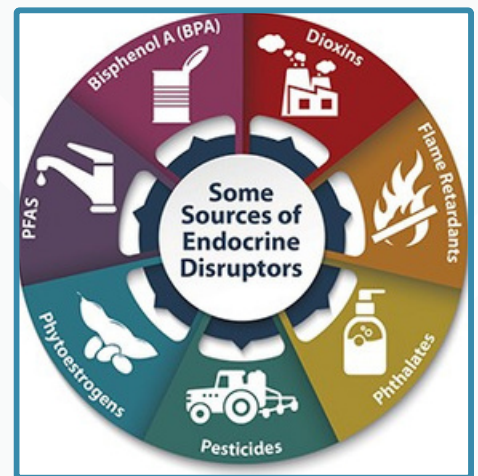 Some
Sources of
Endocrine
Disruptors
Dioxins
Flame Retardants
Phthalates
Pesticides
Phytoestrogens
PFAS
Bisphenol A (BPA)